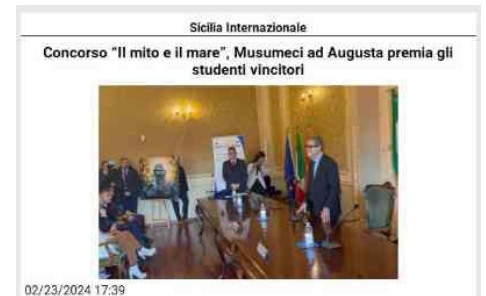 Sicilia Internazionale
Concorso “Il mito e il mare”, Musumeci ad Augusta premia gli
studenti vincitori
02/23/2024 17:39